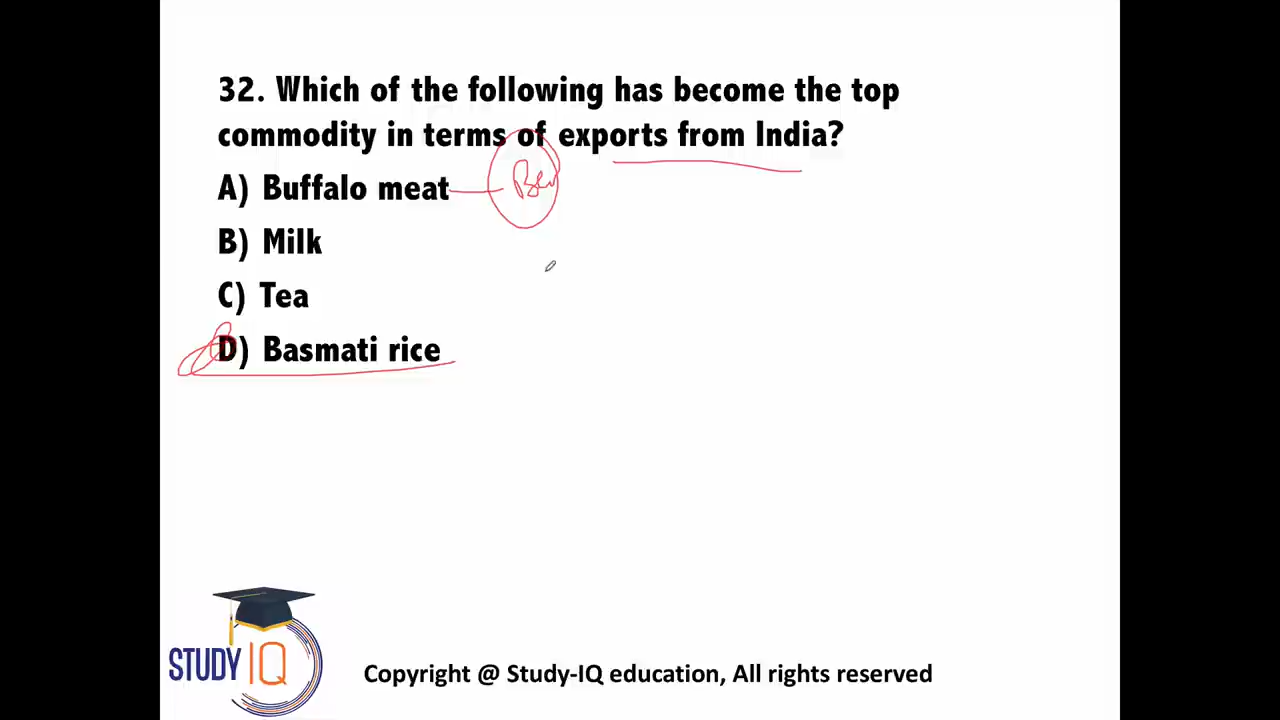 32. Which of the following has become the top
commodity in terms of exports from India?
A) Buffalo meat
B) Milk
C) Tea
D) Basmati rice
STUDY IQ
Copyright @ Study-IQ education, All rights reserved